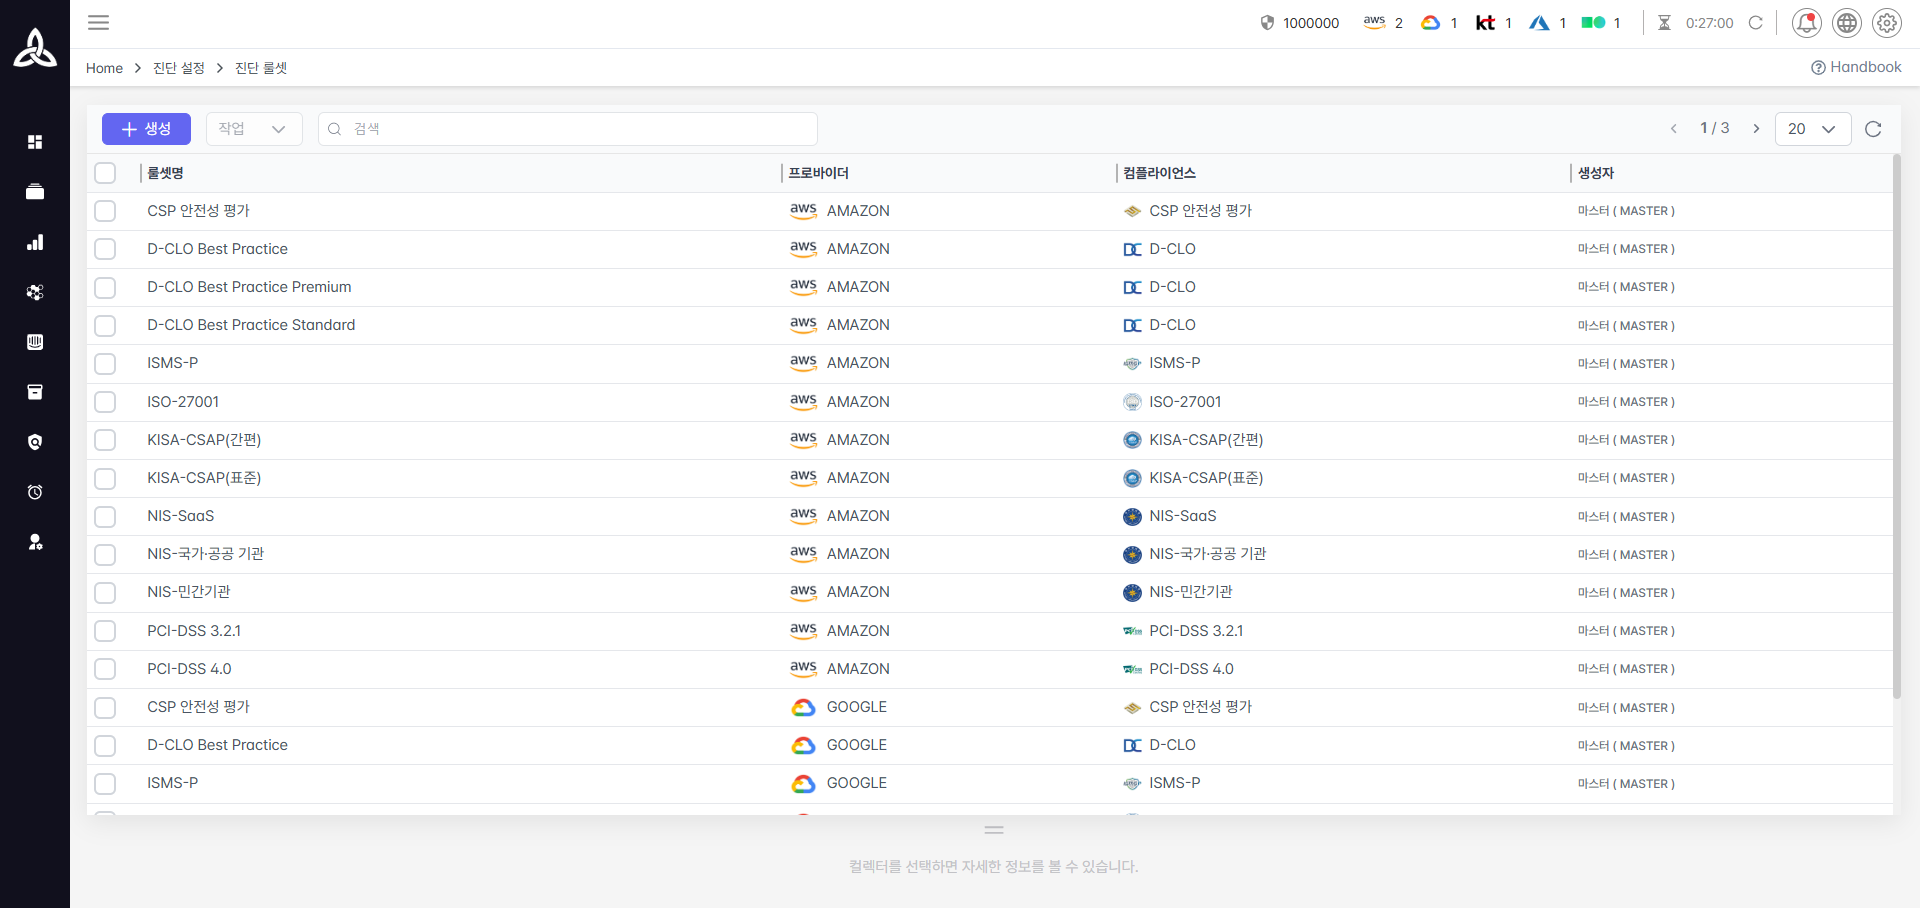 1000000 aws 2 1 kt 1 1 1 0:27:00
Home > 진단 설정 > 진단 룰셋
Handbook
생성 작업 검색 1 / 3 20
룰셋명 프로바이더 컴플라이언스 생성자
CSP 안전성 평가 aws AMAZON CSP 안전성 평가 마스터 ( MASTER )
D-CLO Best Practice aws AMAZON DC D-CLO 마스터 ( MASTER )
D-CLO Best Practice Premium aws AMAZON DC D-CLO 마스터 ( MASTER )
D-CLO Best Practice Standard aws AMAZON DC D-CLO 마스터 ( MASTER )
ISMS-P aws AMAZON ISMS-P 마스터 ( MASTER )
ISO-27001 aws AMAZON ISO-27001 마스터 ( MASTER )
KISA-CSAP(간편) aws AMAZON KISA-CSAP(간편) 마스터 ( MASTER )
KISA-CSAP(표준) aws AMAZON KISA-CSAP(표준) 마스터 ( MASTER )
NIS-SaaS aws AMAZON NIS-SaaS 마스터 ( MASTER )
NIS-국가·공공 기관 aws AMAZON NIS-국가·공공 기관 마스터 ( MASTER )
NIS-민간기관 aws AMAZON NIS-민간기관 마스터 ( MASTER )
PCI-DSS 3.2.1 aws AMAZON PCI-DSS 3.2.1 마스터 ( MASTER )
PCI-DSS 4.0 aws AMAZON PCI-DSS 4.0 마스터 ( MASTER )
CSP 안전성 평가 GOOGLE CSP 안전성 평가 마스터 ( MASTER )
D-CLO Best Practice GOOGLE DC D-CLO 마스터 ( MASTER )
ISMS-P GOOGLE ISMS-P 마스터 ( MASTER )
컬렉터를 선택하면 자세한 정보를 볼 수 있습니다.